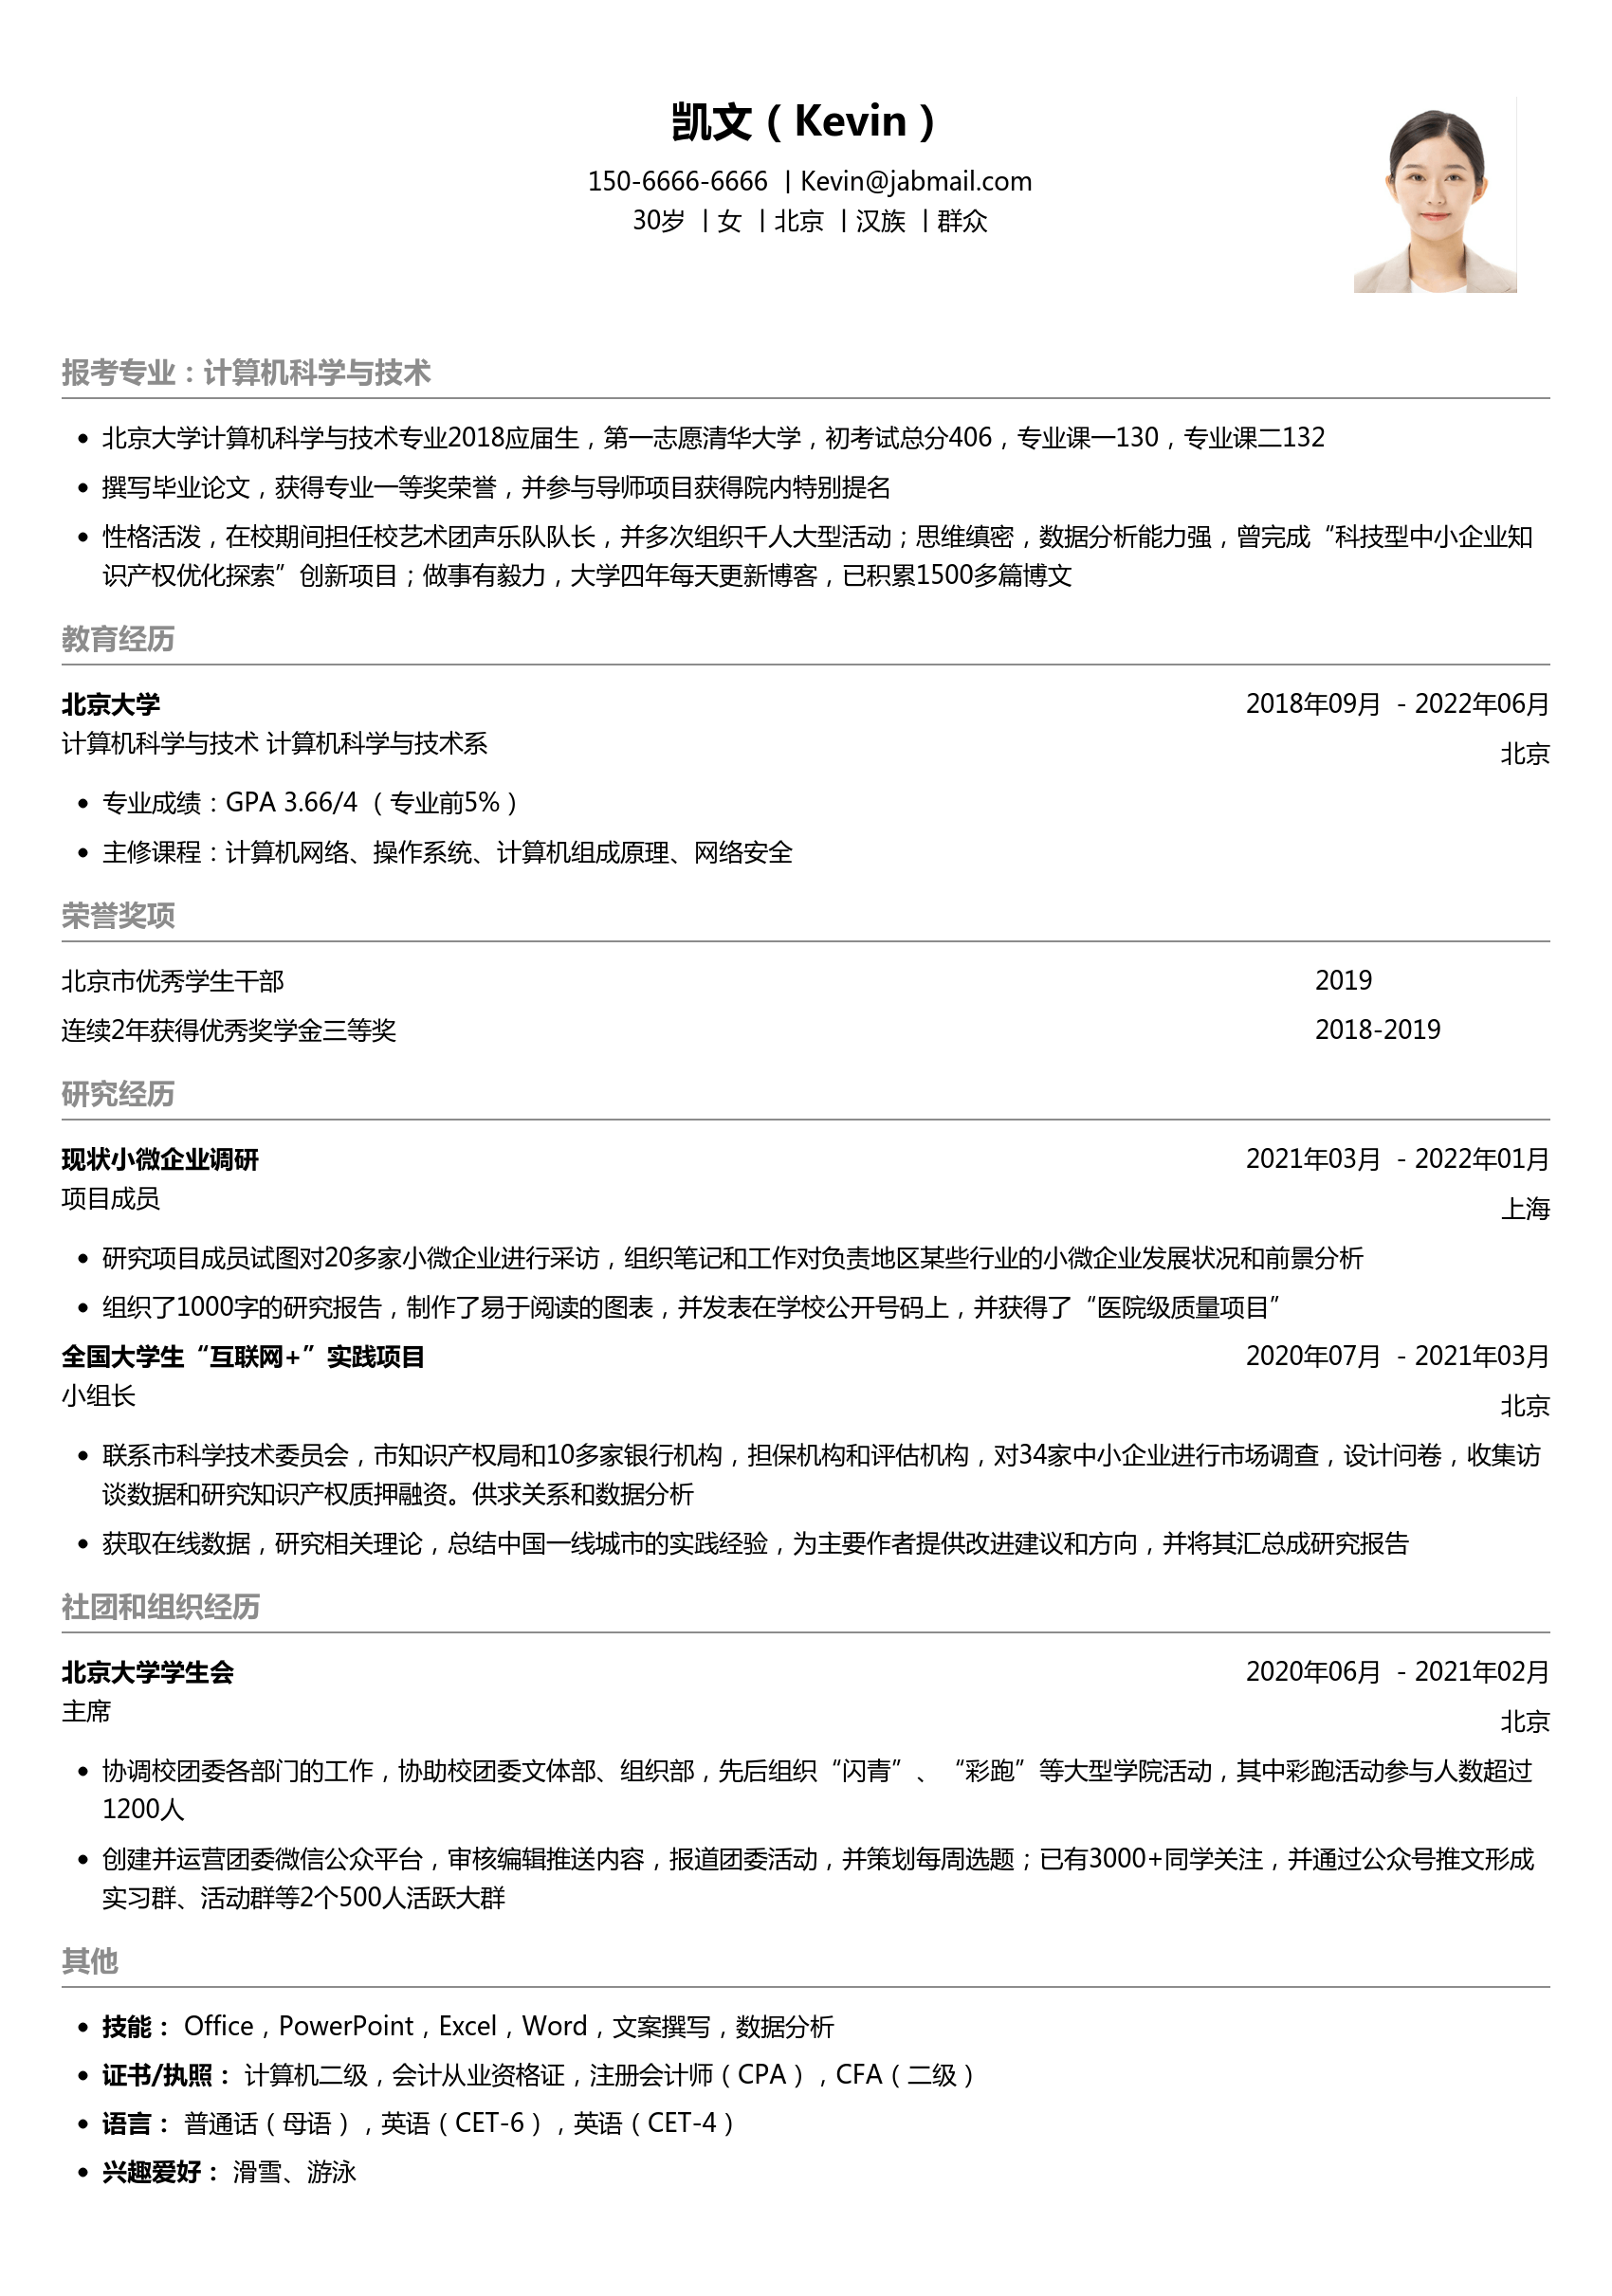 凯文（Kevin）
150-6666-6666 | Kevin@jabmail.com
30岁 | 女 | 北京 | 汉族 | 群众
报考专业：计算机科学与技术
• 北京大学计算机科学与技术专业2018应届生，第一志愿清华大学，初考试总分406，专业课一130，专业课二132
• 撰写毕业论文，获得专业一等奖荣誉，并参与导师项目获得院内特别提名
• 性格活泼，在校期间担任校艺术团声乐队队长，并多次组织千人大型活动；思维缜密，数据分析能力强，曾完成“科技型中小企业知
识产权优化探索”创新项目；做事有毅力，大学四年每天更新博客，已积累1500多篇博文
教育经历
北京大学 2018年09月 - 2022年06月
计算机科学与技术 计算机科学与技术系
北京
• 专业成绩：GPA 3.66/4 （专业前5%）
• 主修课程：计算机网络、操作系统、计算机组成原理、网络安全
荣誉奖项
北京市优秀学生干部 2019
连续2年获得优秀奖学金三等奖 2018-2019
研究经历
现状小微企业调研 2021年03月 - 2022年01月
项目成员
上海
• 研究项目成员试图对20多家小微企业进行采访，组织笔记和工作对负责地区某些行业的小微企业发展状况和前景分析
• 组织了1000字的研究报告，制作了易于阅读的图表，并发表在学校公开号码上，并获得了“医院级质量项目”
全国大学生“互联网+”实践项目 2020年07月 - 2021年03月
小组长
北京
• 联系市科学技术委员会，市知识产权局和10多家银行机构，担保机构和评估机构，对34家中小企业进行市场调查，设计问卷，收集访
谈数据和研究知识产权质押融资。供求关系和数据分析
• 获取在线数据，研究相关理论，总结中国一线城市的实践经验，为主要作者提供改进建议和方向，并将其汇总成研究报告
社团和组织经历
北京大学学生会 2020年06月 - 2021年02月
主席
北京
• 协调校团委各部门的工作，协助校团委文体部、组织部，先后组织“闪青”、“彩跑”等大型学院活动，其中彩跑活动参与人数超过
1200人
• 创建并运营团委微信公众平台，审核编辑推送内容，报道团委活动，并策划每周选题；已有3000+同学关注，并通过公众号推文形成
实习群、活动群等2个500人活跃大群
其他
• 技能： Office，PowerPoint，Excel，Word，文案撰写，数据分析
• 证书/执照： 计算机二级，会计从业资格证，注册会计师（CPA），CFA（二级）
• 语言： 普通话（母语），英语（CET-6），英语（CET-4）
• 兴趣爱好： 滑雪、游泳